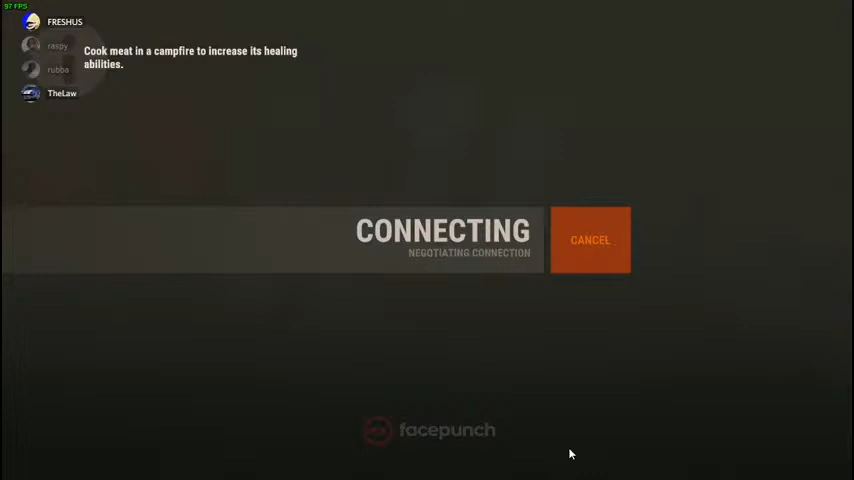 97 FPS
FRESHUS
raspy
Cook meat in a campfire to increase its healing
abilities.
rubba
TheLaw
CONNECTING
NEGOTIATING CONNECTION
CANCEL
facepunch